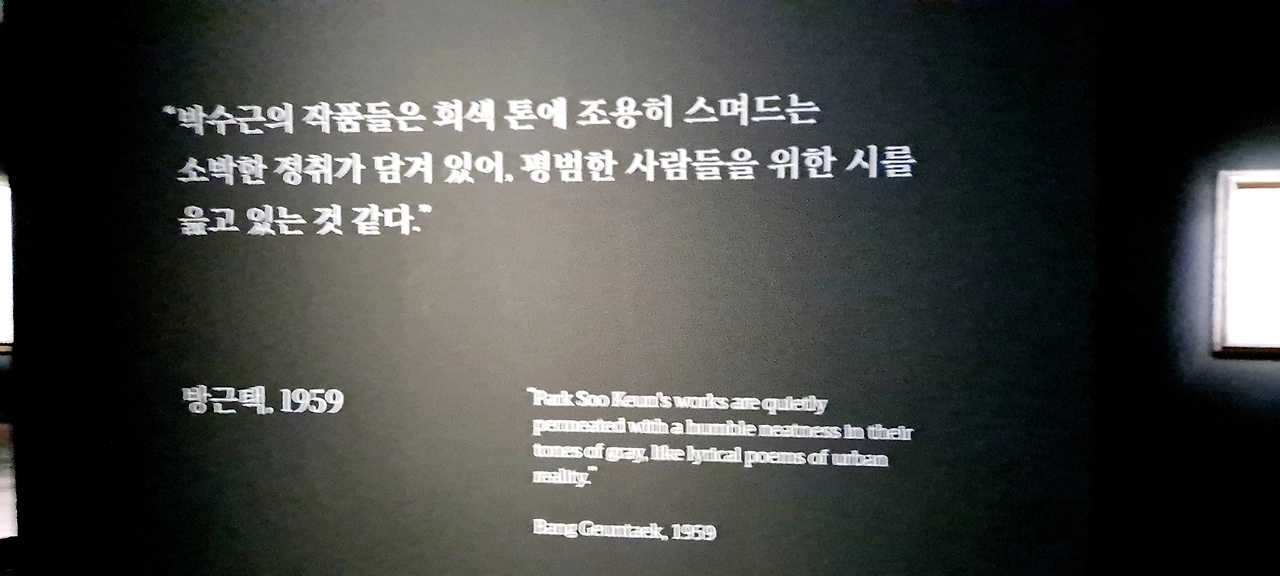 “박수근의 작품들은 회색 톤에 조용히 스며드는
소박한 정취가 담겨 있어, 평범한 사람들을 위한 시를
읊고 있는 것 같다.”
방근택, 1959
“Park Soo Keun's works are quietly
permeated with a humble neatness in their
tones of gray, like lyrical poems of urban
reality.”
Bang Geuntaek, 1959